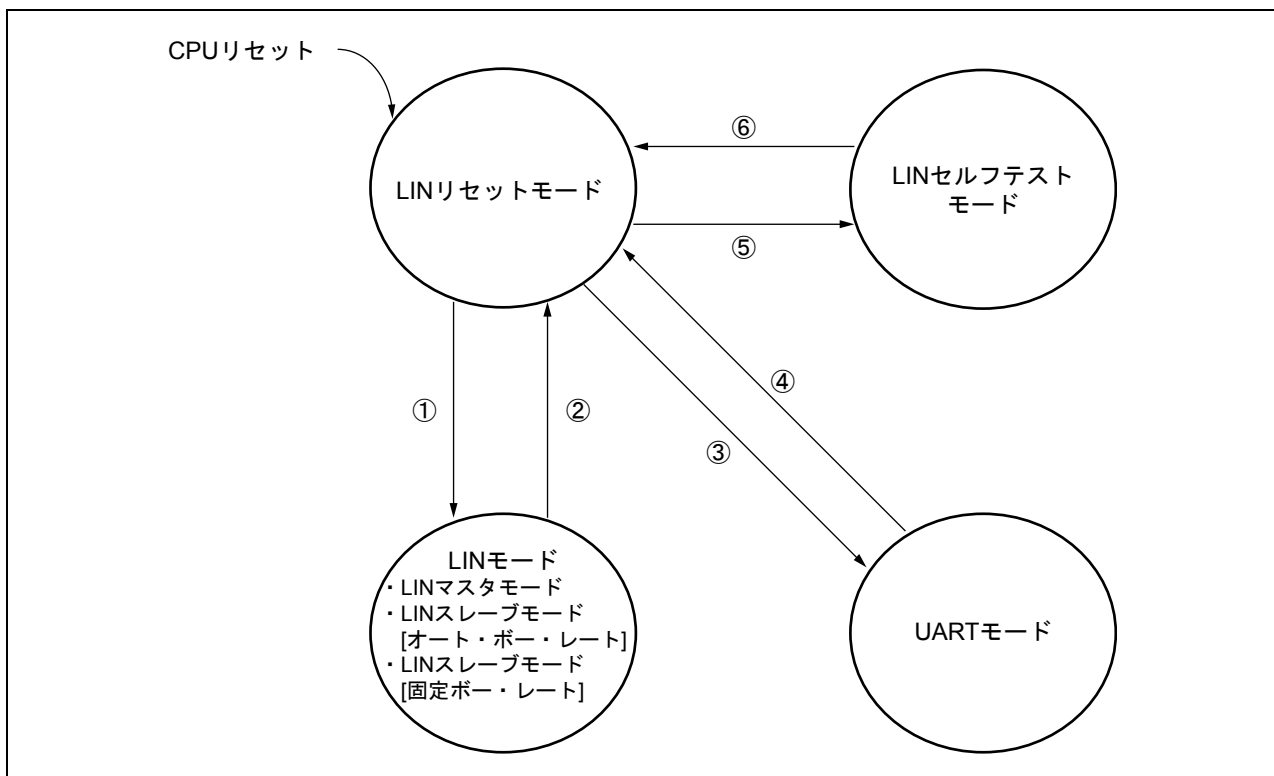 CPUリセット
⑥
LINリセットモード
LINセルフテスト
モード
⑤
④
①
②
③
LINモード
・LINマスタモード
・LINスレーブモード
[オート・ボー・レート]
・LINスレーブモード
[固定ボー・レート]
UARTモード